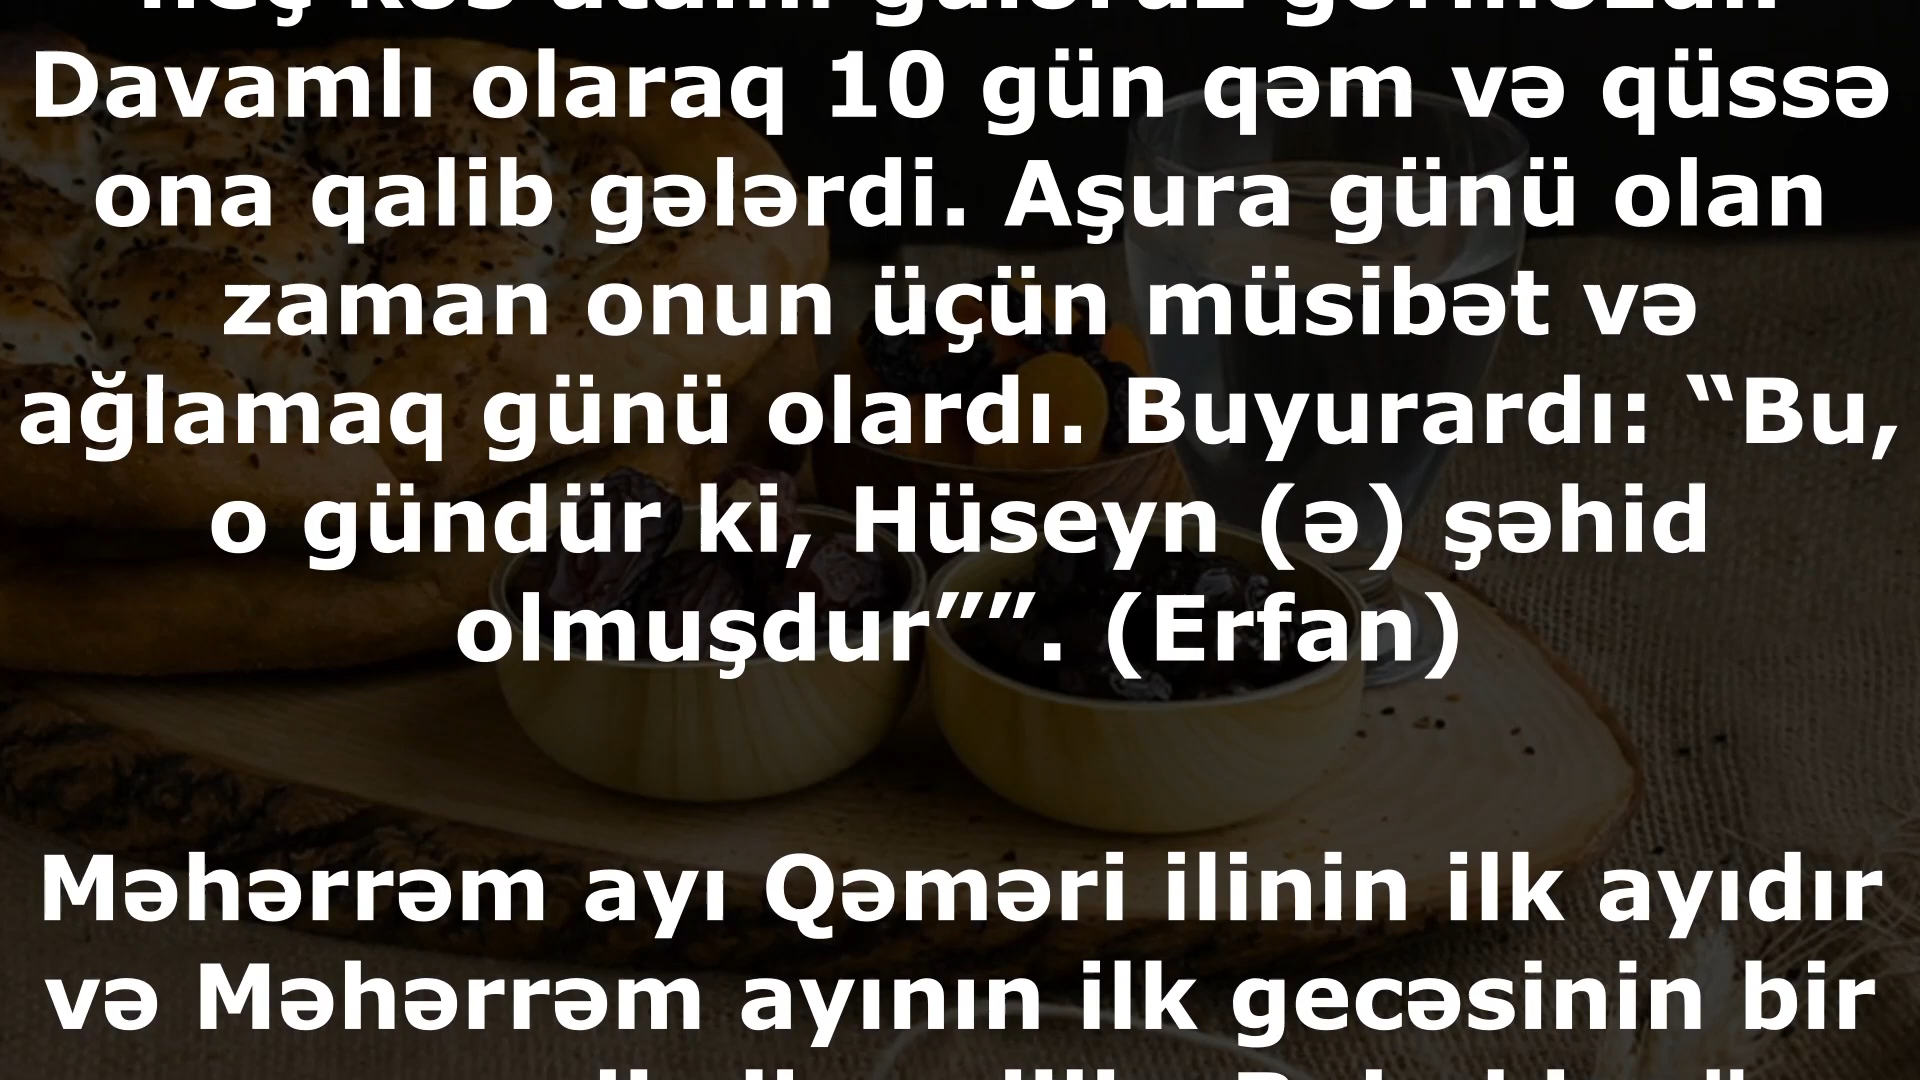 Davamlı olaraq 10 gün qəm və qüssə
ona qalib gələrdi. Aşura günü olan
zaman onun üçün müsibət və
ağlamaq günü olardı. Buyurardı: “Bu,
o gündür ki, Hüseyn (ə) şəhid
olmuşdur””. (Erfan)
Məhərrəm ayı Qəməri ilinin ilk ayıdır
və Məhərrəm ayının ilk gecəsinin bir